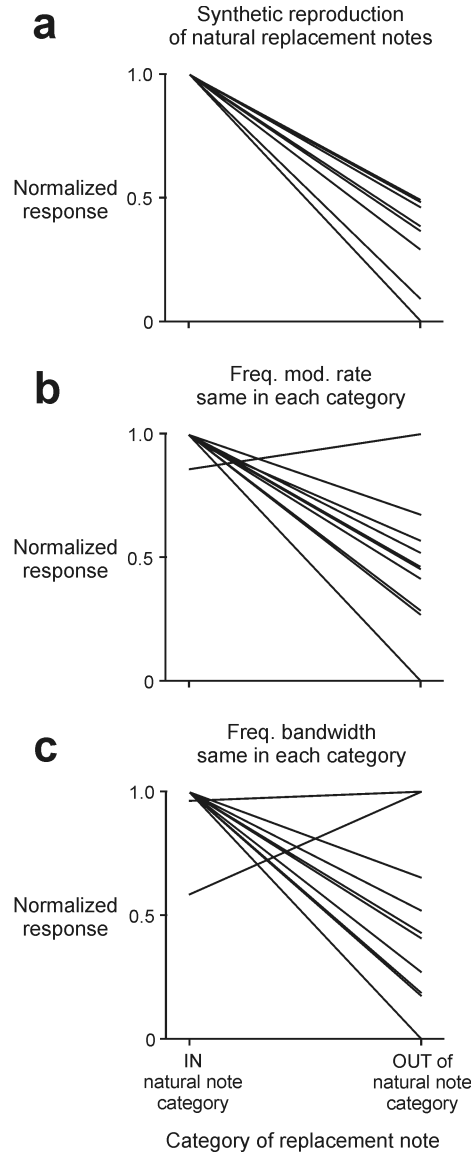 a
Synthetic reproduction
of natural replacement notes
1.0
Normalized
response
0.5
0
b
Freq. mod. rate
same in each category
1.0
Normalized
response
0.5
0
c
Freq. bandwidth
same in each category
1.0
Normalized
response
0.5
0
IN
natural note
category
OUT of
natural note
category
Category of replacement note